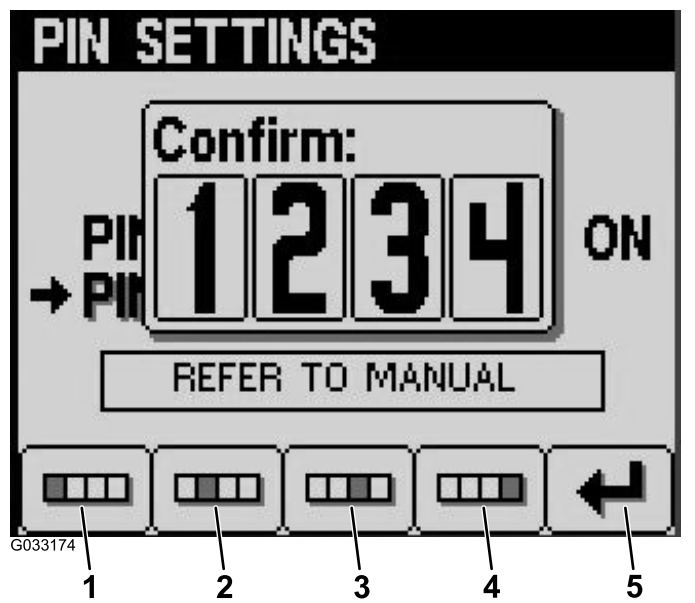 PIN SETTINGS
Confirm:
1 2 3 4
ON
REFER TO MANUAL
G033174
1 2 3 4 5